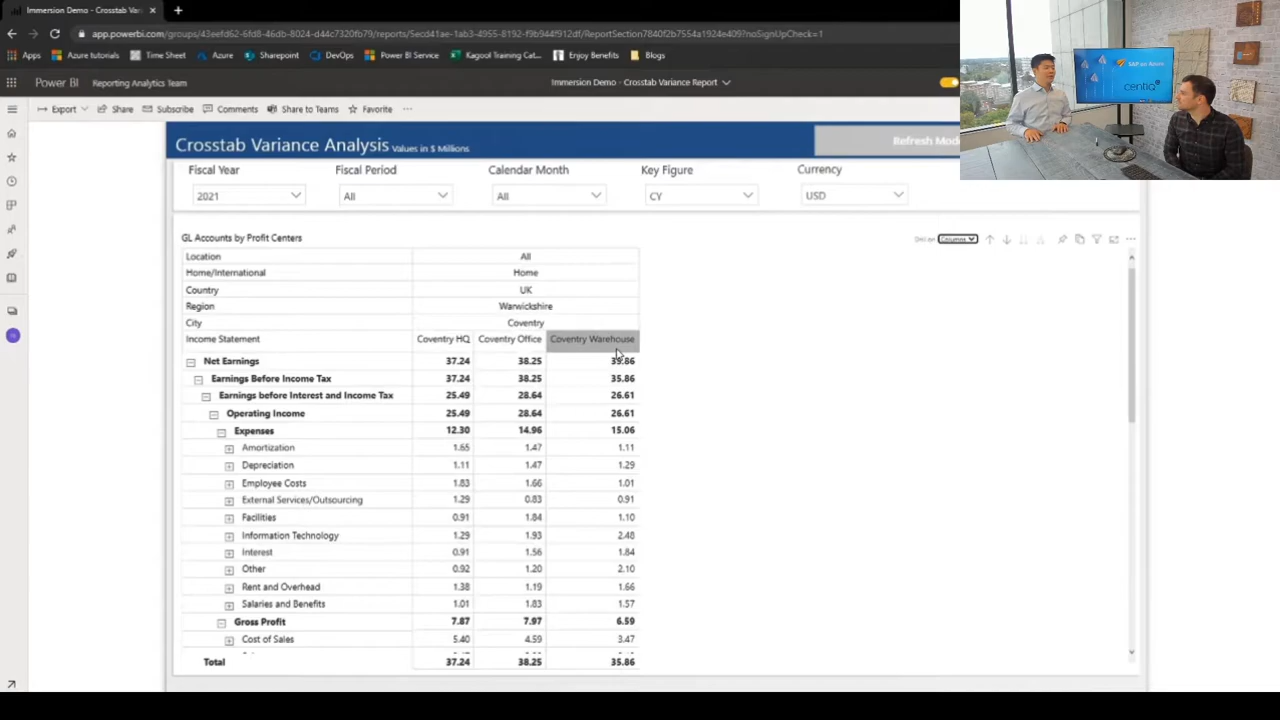 Immersion Demo - Crosstab Var
app.powerbi.com/groups/43eefd62-6fd8-46db-8024-d44c7320fb79/reports/5ecd41ae-1ab3-4955-8192-f9b944f912df/ReportSection7840f2b7554a1924e409?noSignUpCheck=1
Apps Azure tutorials Time Sheet Azure Sharepoint DevOps Power BI Service Kagool Training Cat... Enjoy Benefits Blogs
Power BI Reporting Analytics Team Immersion Demo - Crosstab Variance Report
Export Share Subscribe Comments Share to Teams Favorite
SAP on Azure
centiq
Crosstab Variance Analysis Values in $ Millions
Refresh Mod
Fiscal Year Fiscal Period Calendar Month Key Figure Currency
2021 All All CY USD
GL Accounts by Profit Centers
Columns
Location All
Home/International Home
Country UK
Region Warwickshire
City Coventry
Income Statement Coventry HQ Coventry Office Coventry Warehouse
Net Earnings 37.24 38.25 35.86
Earnings Before Income Tax 37.24 38.25 35.86
Earnings before Interest and Income Tax 25.49 28.64 26.61
Operating Income 25.49 28.64 26.61
Expenses 12.30 14.96 15.06
Amortization 1.65 1.47 1.11
Depreciation 1.11 1.47 1.29
Employee Costs 1.83 1.66 1.01
External Services/Outsourcing 1.29 0.83 0.91
Facilities 0.91 1.84 1.10
Information Technology 1.29 1.93 2.48
Interest 0.91 1.56 1.84
Other 0.92 1.20 2.10
Rent and Overhead 1.38 1.19 1.66
Salaries and Benefits 1.01 1.83 1.57
Gross Profit 7.87 7.97 6.59
Cost of Sales 5.40 4.59 3.47
Total 37.24 38.25 35.86